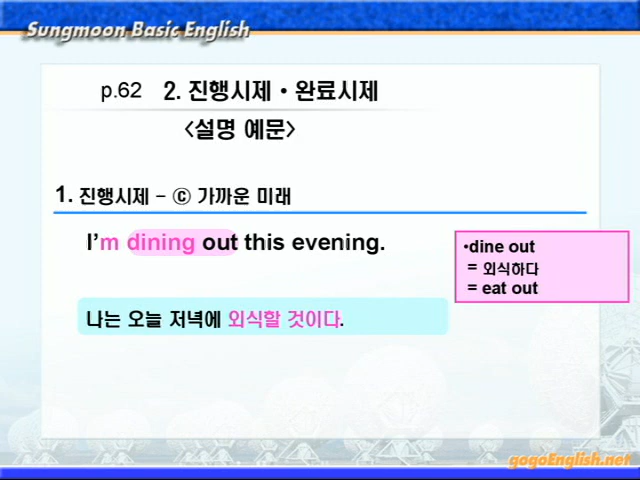 Sungmoon Basic English
p.62 2. 진행시제・완료시제
<설명 예문>
1. 진행시제 – ⓒ 가까운 미래
I'm dining out this evening.
•dine out
= 외식하다
= eat out
나는 오늘 저녁에 외식할 것이다.
gogoEnglish.net